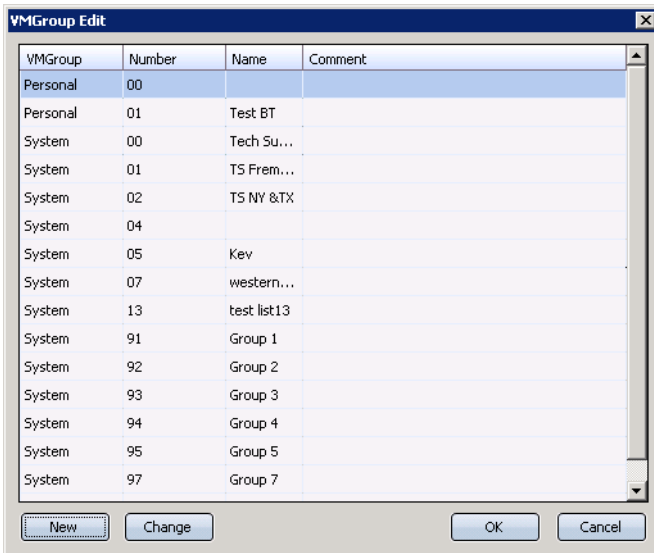 VMGroup Edit
VMGroup Number Name Comment
Personal 00
Personal 01 Test BT
System 00 Tech Su...
System 01 TS Frem...
System 02 TS NY &TX
System 04
System 05 Kev
System 07 western...
System 13 test list13
System 91 Group 1
System 92 Group 2
System 93 Group 3
System 94 Group 4
System 95 Group 5
System 97 Group 7
New Change OK Cancel